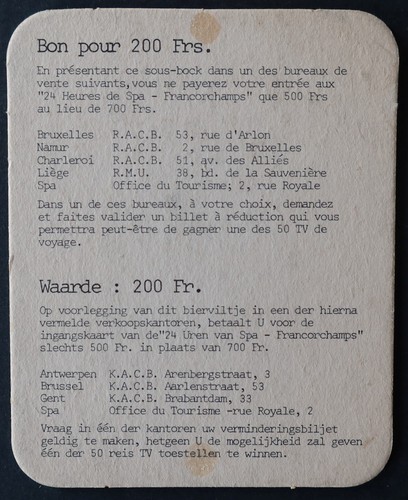 Bon pour 200 Frs.
En présentant ce sous-bock dans un des bureaux de
vente suivants,vous ne payerez votre entrée aux
"24 Heures de Spa - Francorchamps" que 500 Frs
au lieu de 700 Frs.
Bruxelles R.A.C.B. 53, rue d'Arlon
Namur R.A.C.B. 2, rue de Bruxelles
Charleroi R.A.C.B. 51, av. des Alliés
Liège R.M.U. 38, bd. de la Sauvenière
Spa Office du Tourisme; 2, rue Royale
Dans un de ces bureaux, à votre choix, demandez
et faites valider un billet à réduction qui vous
permettra peut-être de gagner une des 50 TV de
voyage.
Waarde : 200 Fr.
Op voorlegging van dit bierviltje in een der hierna
vermelde verkoopskantoren, betaalt U voor de
ingangskaart van de"24 Uren van Spa - Francorchamps"
slechts 500 Fr. in plaats van 700 Fr.
Antwerpen K.A.C.B. Arenbergstraat, 3
Brussel K.A.C.B. Aarlenstraat, 53
Gent K.A.C.B. Brabantdam, 33
Spa Office du Tourisme -rue Royale, 2
Vraag in één der kantoren uw verminderingsbiljet
geldig te maken, hetgeen U de mogelijkheid zal geven
één der 50 reis TV toestellen te winnen.